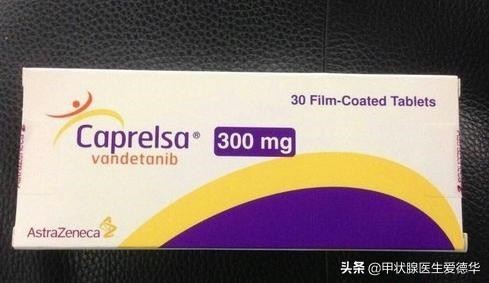 30 Film-Coated Tablets
Caprelsa® 300 mg
vandetanib
AstraZeneca
头条 @甲状腺医生爱德华